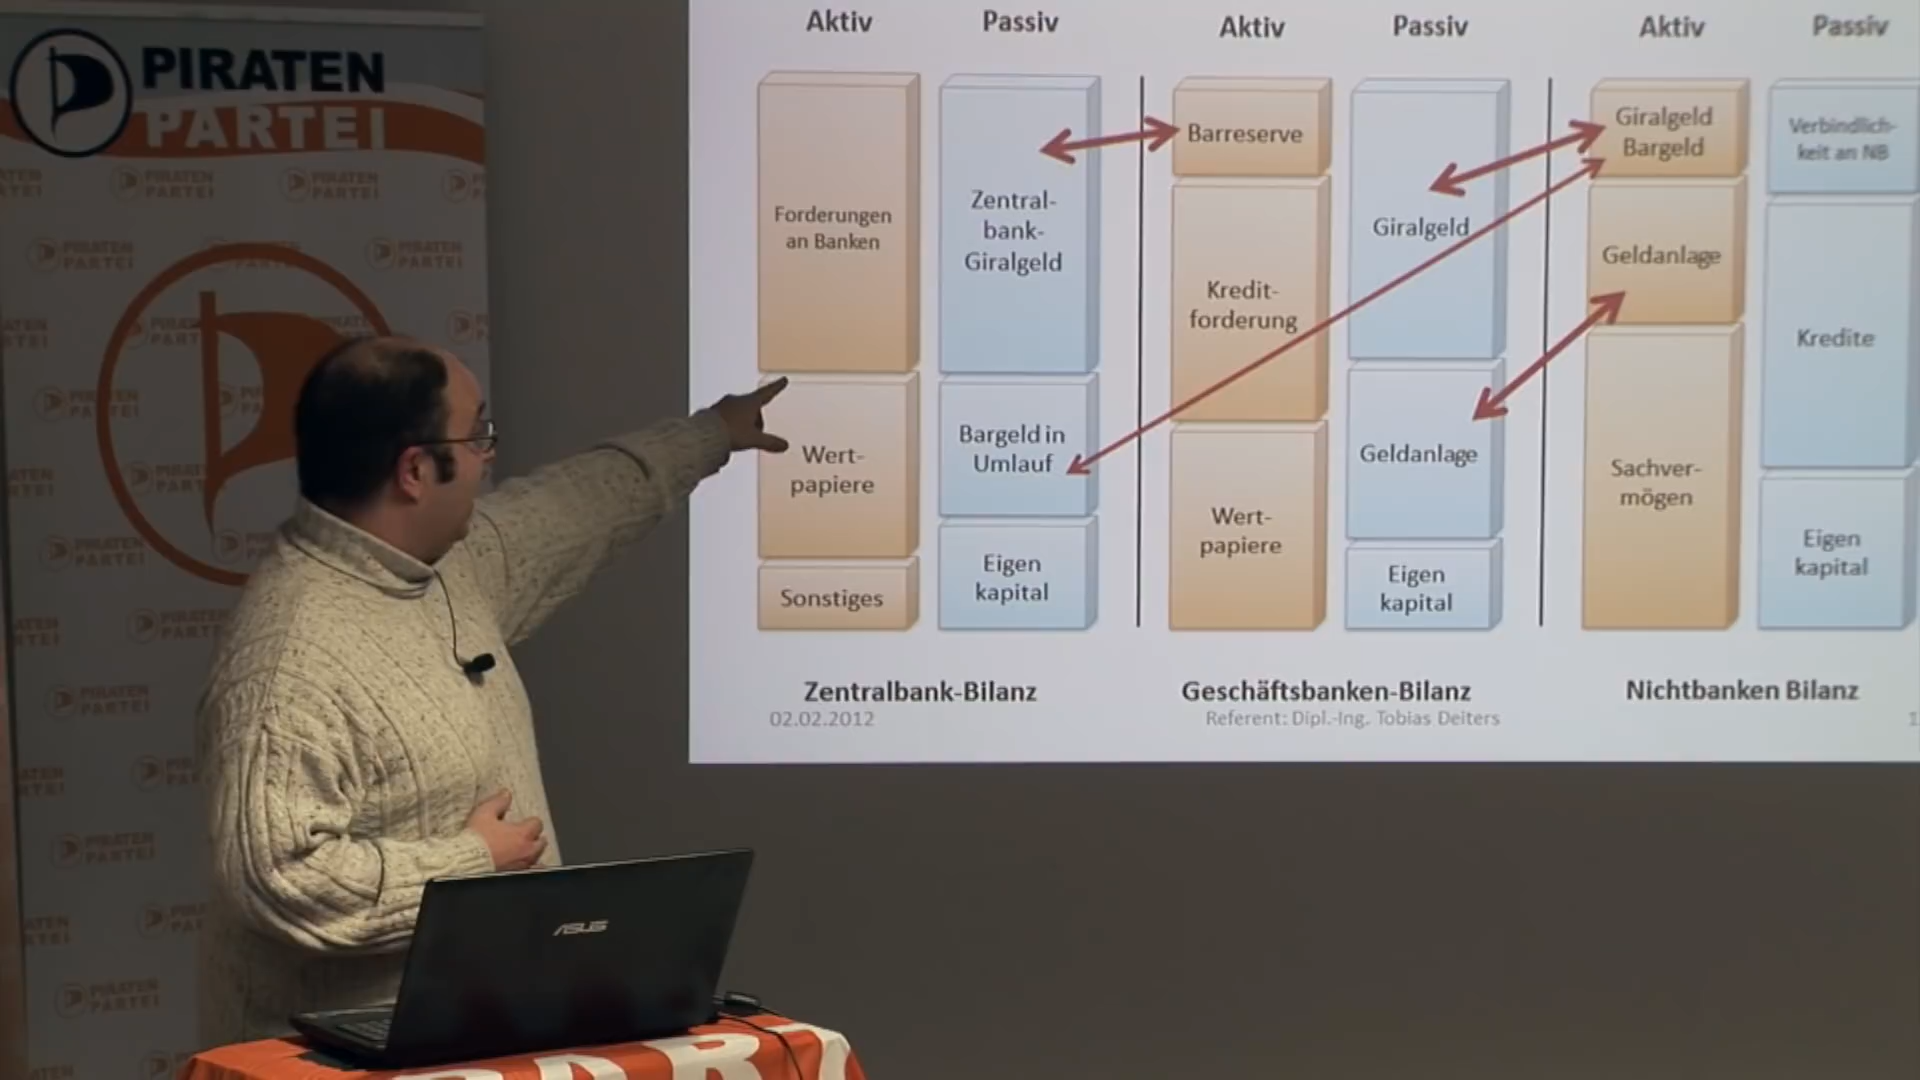 PIRATEN
PARTEI
Aktiv
Passiv
Forderungen
an Banken
Wert-
papiere
Sonstiges
Zentral-
bank-
Giralgeld
Bargeld in
Umlauf
Eigen
kapital
Zentralbank-Bilanz
02.02.2012
Aktiv
Passiv
Barreserve
Kredit-
forderung
Wert-
papiere
Giralgeld
Geldanlage
Eigen
kapital
Geschäftsbanken-Bilanz
Referent: Dipl.-Ing. Tobias Deiters
Aktiv
Passiv
Giralgeld
Bargeld
Geldanlage
Sachver-
mögen
Verbindlich-
keit an NB
Kredite
Eigen
kapital
Nichtbanken Bilanz
ASUS